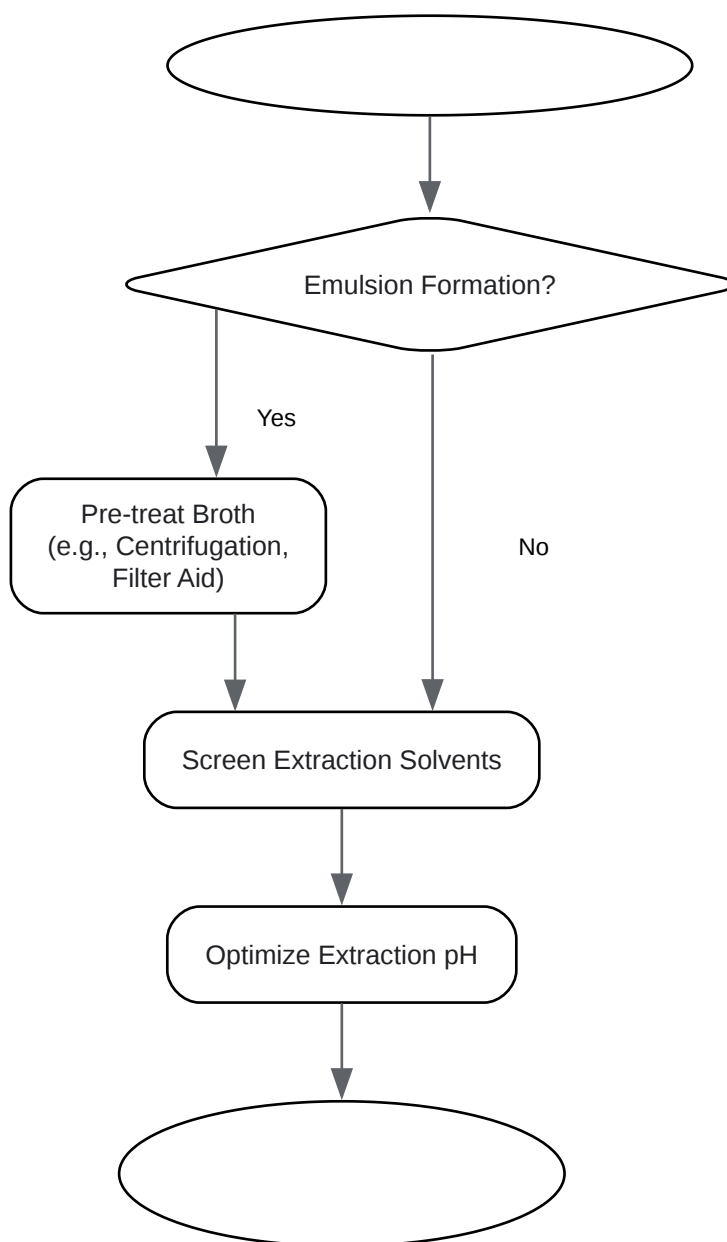 Emulsion Formation?
Yes
Pre-treat Broth
(e.g., Centrifugation,
Filter Aid)
No
Screen Extraction Solvents
Optimize Extraction pH